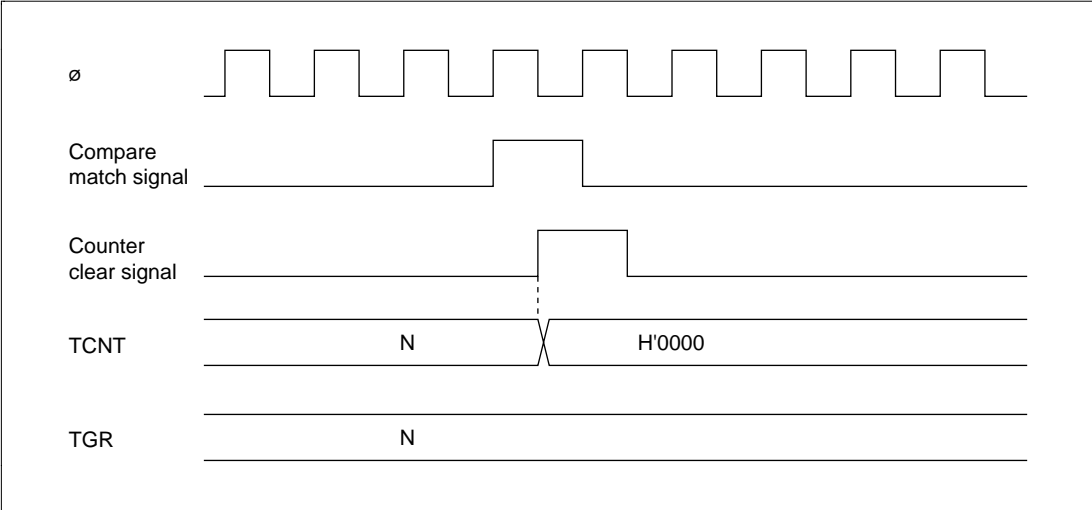 ø
Compare
match signal
Counter
clear signal
TCNT
N
H'0000
TGR
N